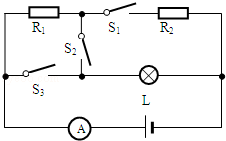 R₁ S₁ R₂
S₂
S₃ L
A